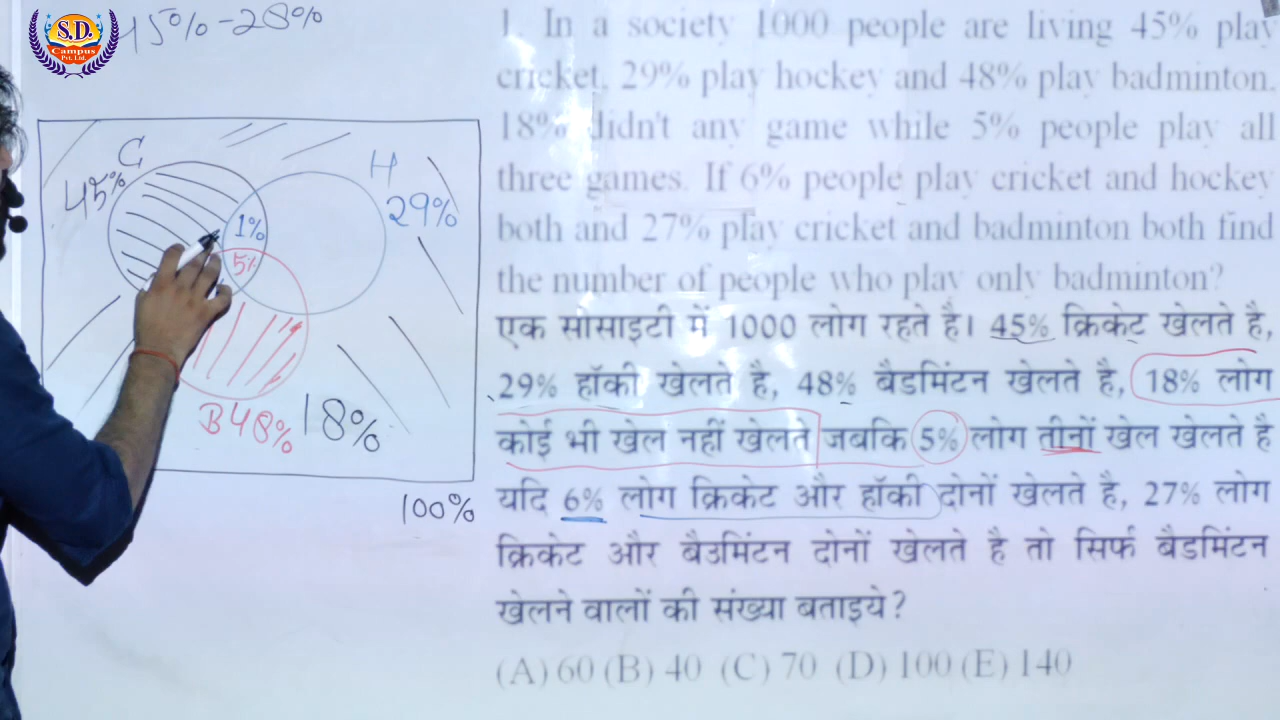 S.D.
Campus
Pvt. Ltd.
45%-28%
C
45%
H
29%
1%
5%
B48%
18%
100%
1. In a society 1000 people are living 45% play
cricket, 29% play hockey and 48% play badminton.
18% didn't any game while 5% people play all
three games. If 6% people play cricket and hockey
both and 27% play cricket and badminton both find
the number of people who play only badminton?
एक सोसाइटी में 1000 लोग रहते है। 45% क्रिकेट खेलते है,
29% हॉकी खेलते है, 48% बैडमिंटन खेलते है, 18% लोग
कोई भी खेल नहीं खेलते जबकि 5% लोग तीनों खेल खेलते है
यदि 6% लोग क्रिकेट और हॉकी दोनों खेलते है, 27% लोग
क्रिकेट और बैउमिंटन दोनों खेलते है तो सिर्फ बैडमिंटन
खेलने वालों की संख्या बताइये?
(A) 60 (B) 40 (C) 70 (D) 100 (E) 140